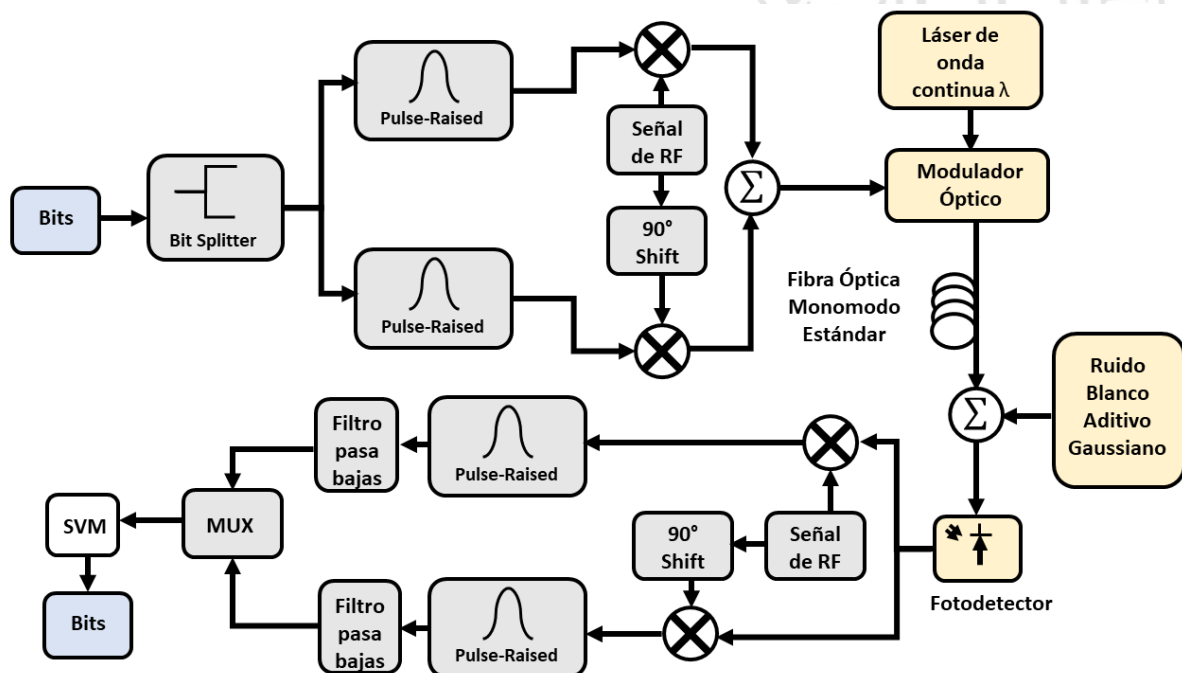 Bits
Bit Splitter
Pulse-Raised
Pulse-Raised
Señal
de RF
90°
Shift
Σ
Láser de
onda
continua λ
Modulador
Óptico
Fibra Óptica
Monomodo
Estándar
Σ
Ruido
Blanco
Aditivo
Gaussiano
Fotodetector
Señal
de RF
90°
Shift
Pulse-Raised
Pulse-Raised
Filtro
pasa
bajas
Filtro
pasa
bajas
MUX
SVM
Bits